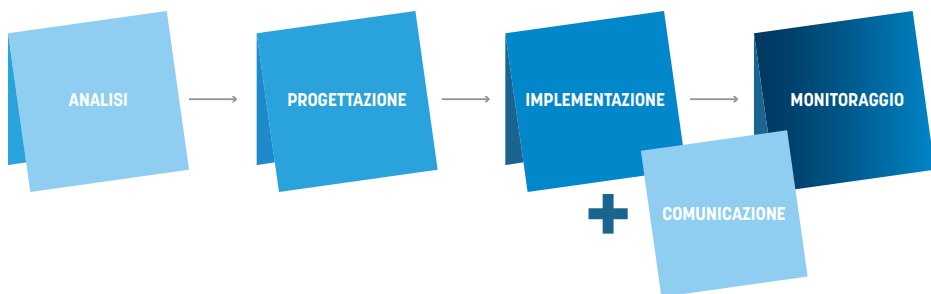 ANALISI
PROGETTAZIONE
IMPLEMENTAZIONE
MONITORAGGIO
COMUNICAZIONE